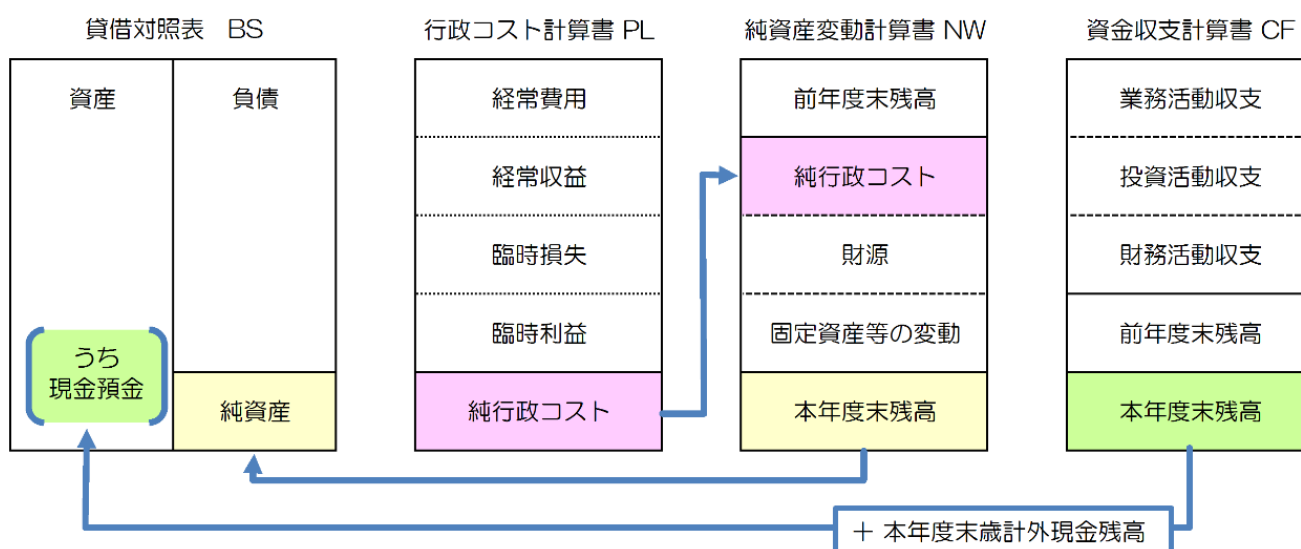 貸借対照表 BS
資産
負債
うち
現金預金
純資産
行政コスト計算書 PL
経常費用
経常収益
臨時損失
臨時利益
純行政コスト
純資産変動計算書 NW
前年度末残高
純行政コスト
財源
固定資産等の変動
本年度末残高
資金収支計算書 CF
業務活動収支
投資活動収支
財務活動収支
前年度末残高
本年度末残高
＋ 本年度末歳計外現金残高